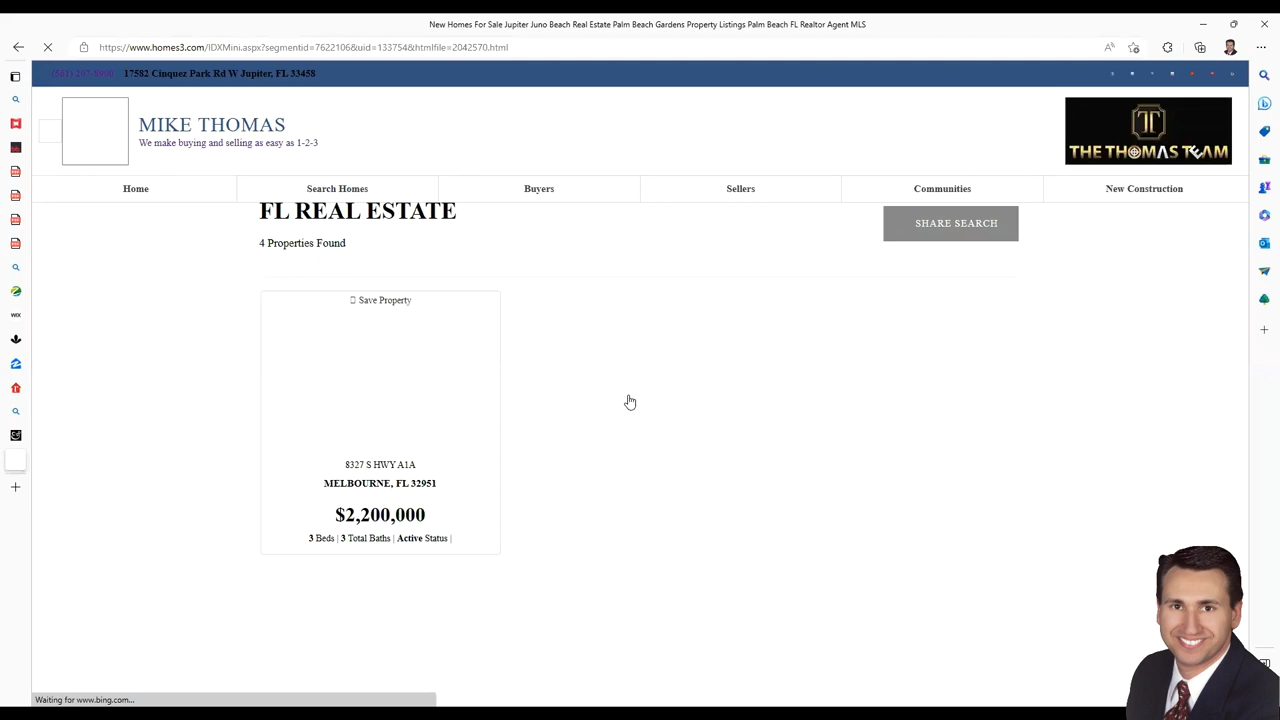 New Homes For Sale Jupiter Juno Beach Real Estate Palm Beach Gardens Property Listings Palm Beach FL Realtor Agent MLS
https://www.homes3.com/IDXMini.aspx?segmentid=7622106&uid=133754&htmlfile=2042570.html
17582 Cinquez Park Rd W Jupiter, FL 33458
MIKE THOMAS
We make buying and selling as easy as 1-2-3
THE THOMAS TEAM
Home Search Homes Buyers Sellers Communities New Construction
FL REAL ESTATE
SHARE SEARCH
4 Properties Found
Save Property
8327 S HWY A1A
MELBOURNE, FL 32951
$2,200,000
3 Beds | 3 Total Baths | Active Status |
Waiting for www.bing.com...